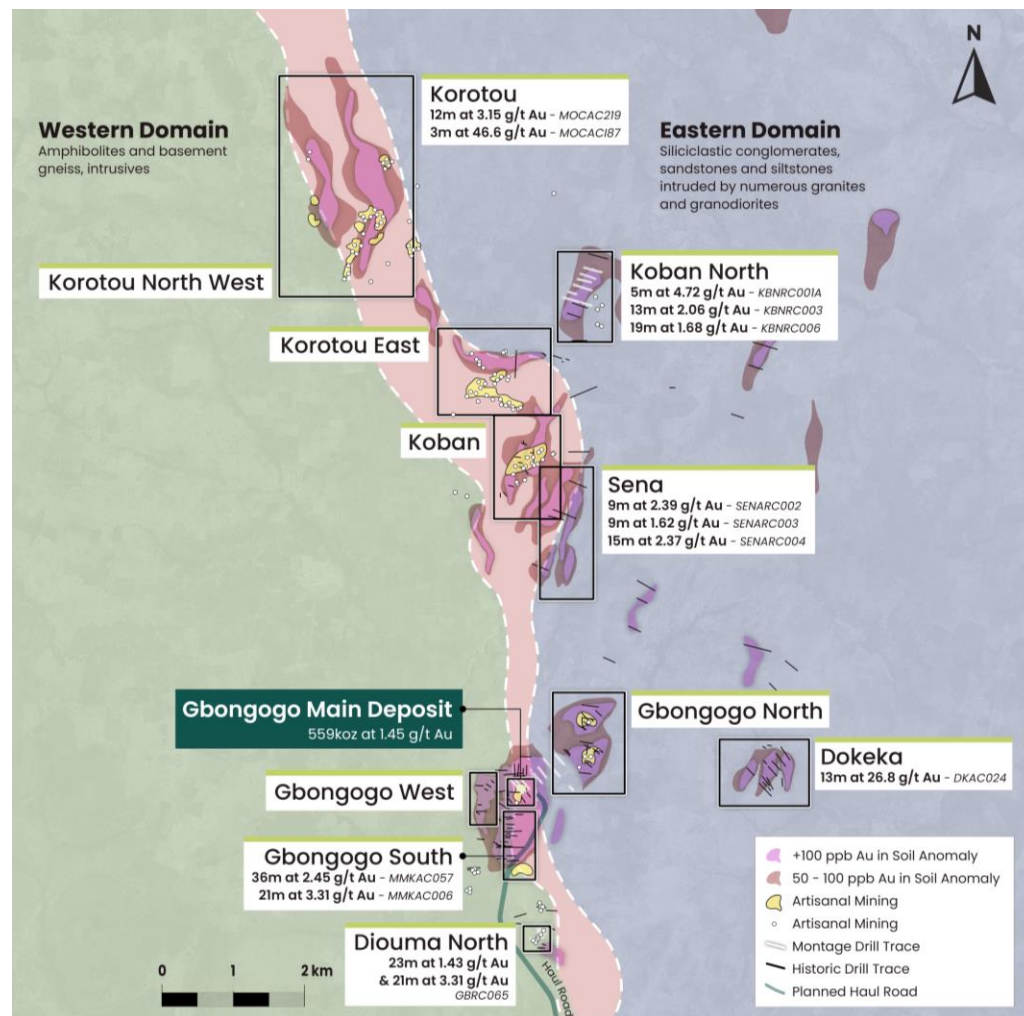 N
Western Domain
Amphibolites and basement
gneiss, intrusives
Korotou
12m at 3.15 g/t Au - MOCAC219
3m at 46.6 g/t Au - MOCAC187
Eastern Domain
Siliciclastic conglomerates,
sandstones and siltstones
intruded by numerous granites
and granodiorites
Korotou North West
Koban North
5m at 4.72 g/t Au - KBNRC001A
13m at 2.06 g/t Au - KBNRC003
19m at 1.68 g/t Au - KBNRC006
Korotou East
Koban
Sena
9m at 2.39 g/t Au - SENARC002
9m at 1.62 g/t Au - SENARC003
15m at 2.37 g/t Au - SENARC004
Gbongogo Main Deposit
559koz at 1.45 g/t Au
Gbongogo North
Dokeka
13m at 26.8 g/t Au - DKAC024
Gbongogo West
Gbongogo South
36m at 2.45 g/t Au - MMKAC057
21m at 3.31 g/t Au - MMKAC006
Diouma North
23m at 1.43 g/t Au
& 21m at 3.31 g/t Au
GBRC065
Haul Road
0 1 2 km
+100 ppb Au in Soil Anomaly
50 - 100 ppb Au in Soil Anomaly
Artisanal Mining
Artisanal Mining
Montage Drill Trace
Historic Drill Trace
Planned Haul Road